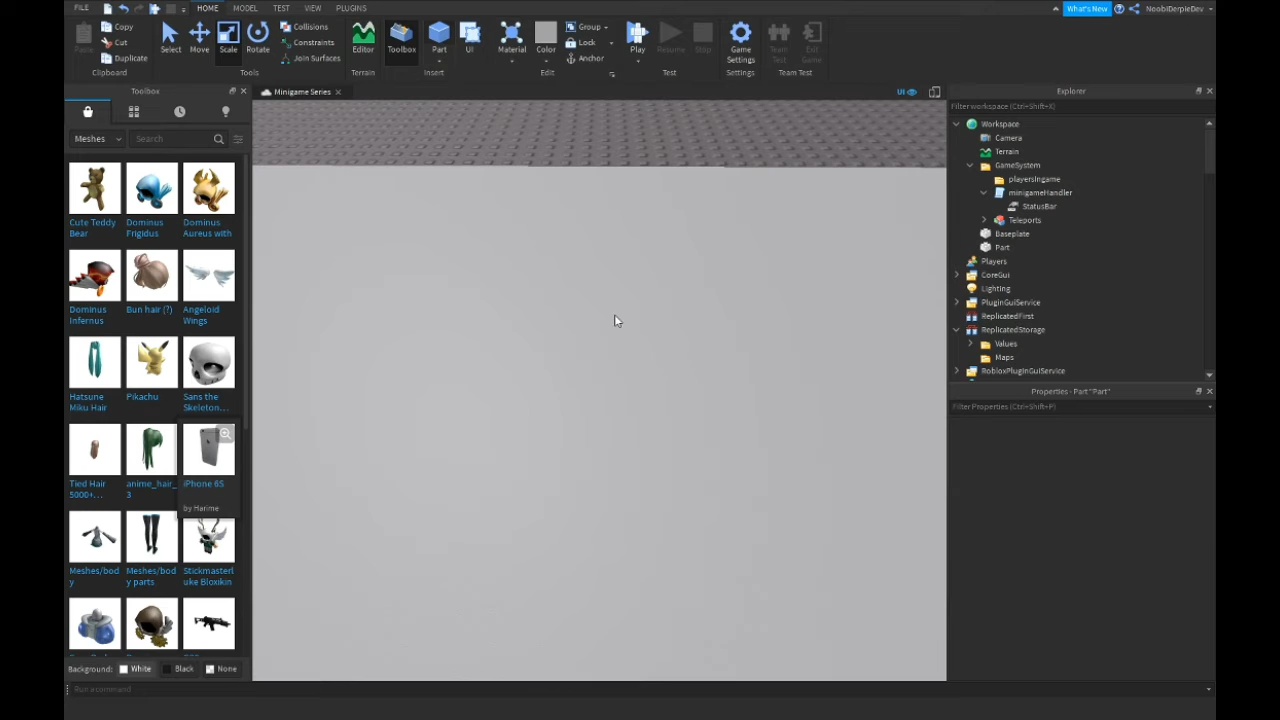 FILE
HOME
MODEL
TEST
VIEW
PLUGINS
What's New
NoobiDerpieDev
Paste
Copy
Cut
Duplicate
Clipboard
Select
Move
Scale
Rotate
Tools
Collisions
Constraints
Join Surfaces
Editor
Terrain
Toolbox
Part
UI
Insert
Material
Color
Group
Lock
Anchor
Edit
Play
Resume
Stop
Test
Game
Settings
Settings
Team
Test
Exit
Game
Team Test
Toolbox
Minigame Series
UI
Explorer
Filter workspace (Ctrl+Shift+X)
Meshes
Search
Cute Teddy
Bear
Dominus
Frigidus
Dominus
Aureus with
Dominus
Infernus
Bun hair (?)
Angeloid
Wings
Hatsune
Miku Hair
Pikachu
Sans the
Skeleton...
Tied Hair
5000+...
anime_hair_
3
iPhone 6S
by Harime
Meshes/bod
y
Meshes/bod
y parts
Stickmasterl
uke Bloxikin
Background:
White
Black
None
Run a command
Workspace
Camera
Terrain
GameSystem
playersIngame
minigameHandler
StatusBar
Teleports
Baseplate
Part
Players
CoreGui
Lighting
PluginGuiService
ReplicatedFirst
ReplicatedStorage
Values
Maps
RobloxPluginGuiService
Properties - Part "Part"
Filter Properties (Ctrl+Shift+P)